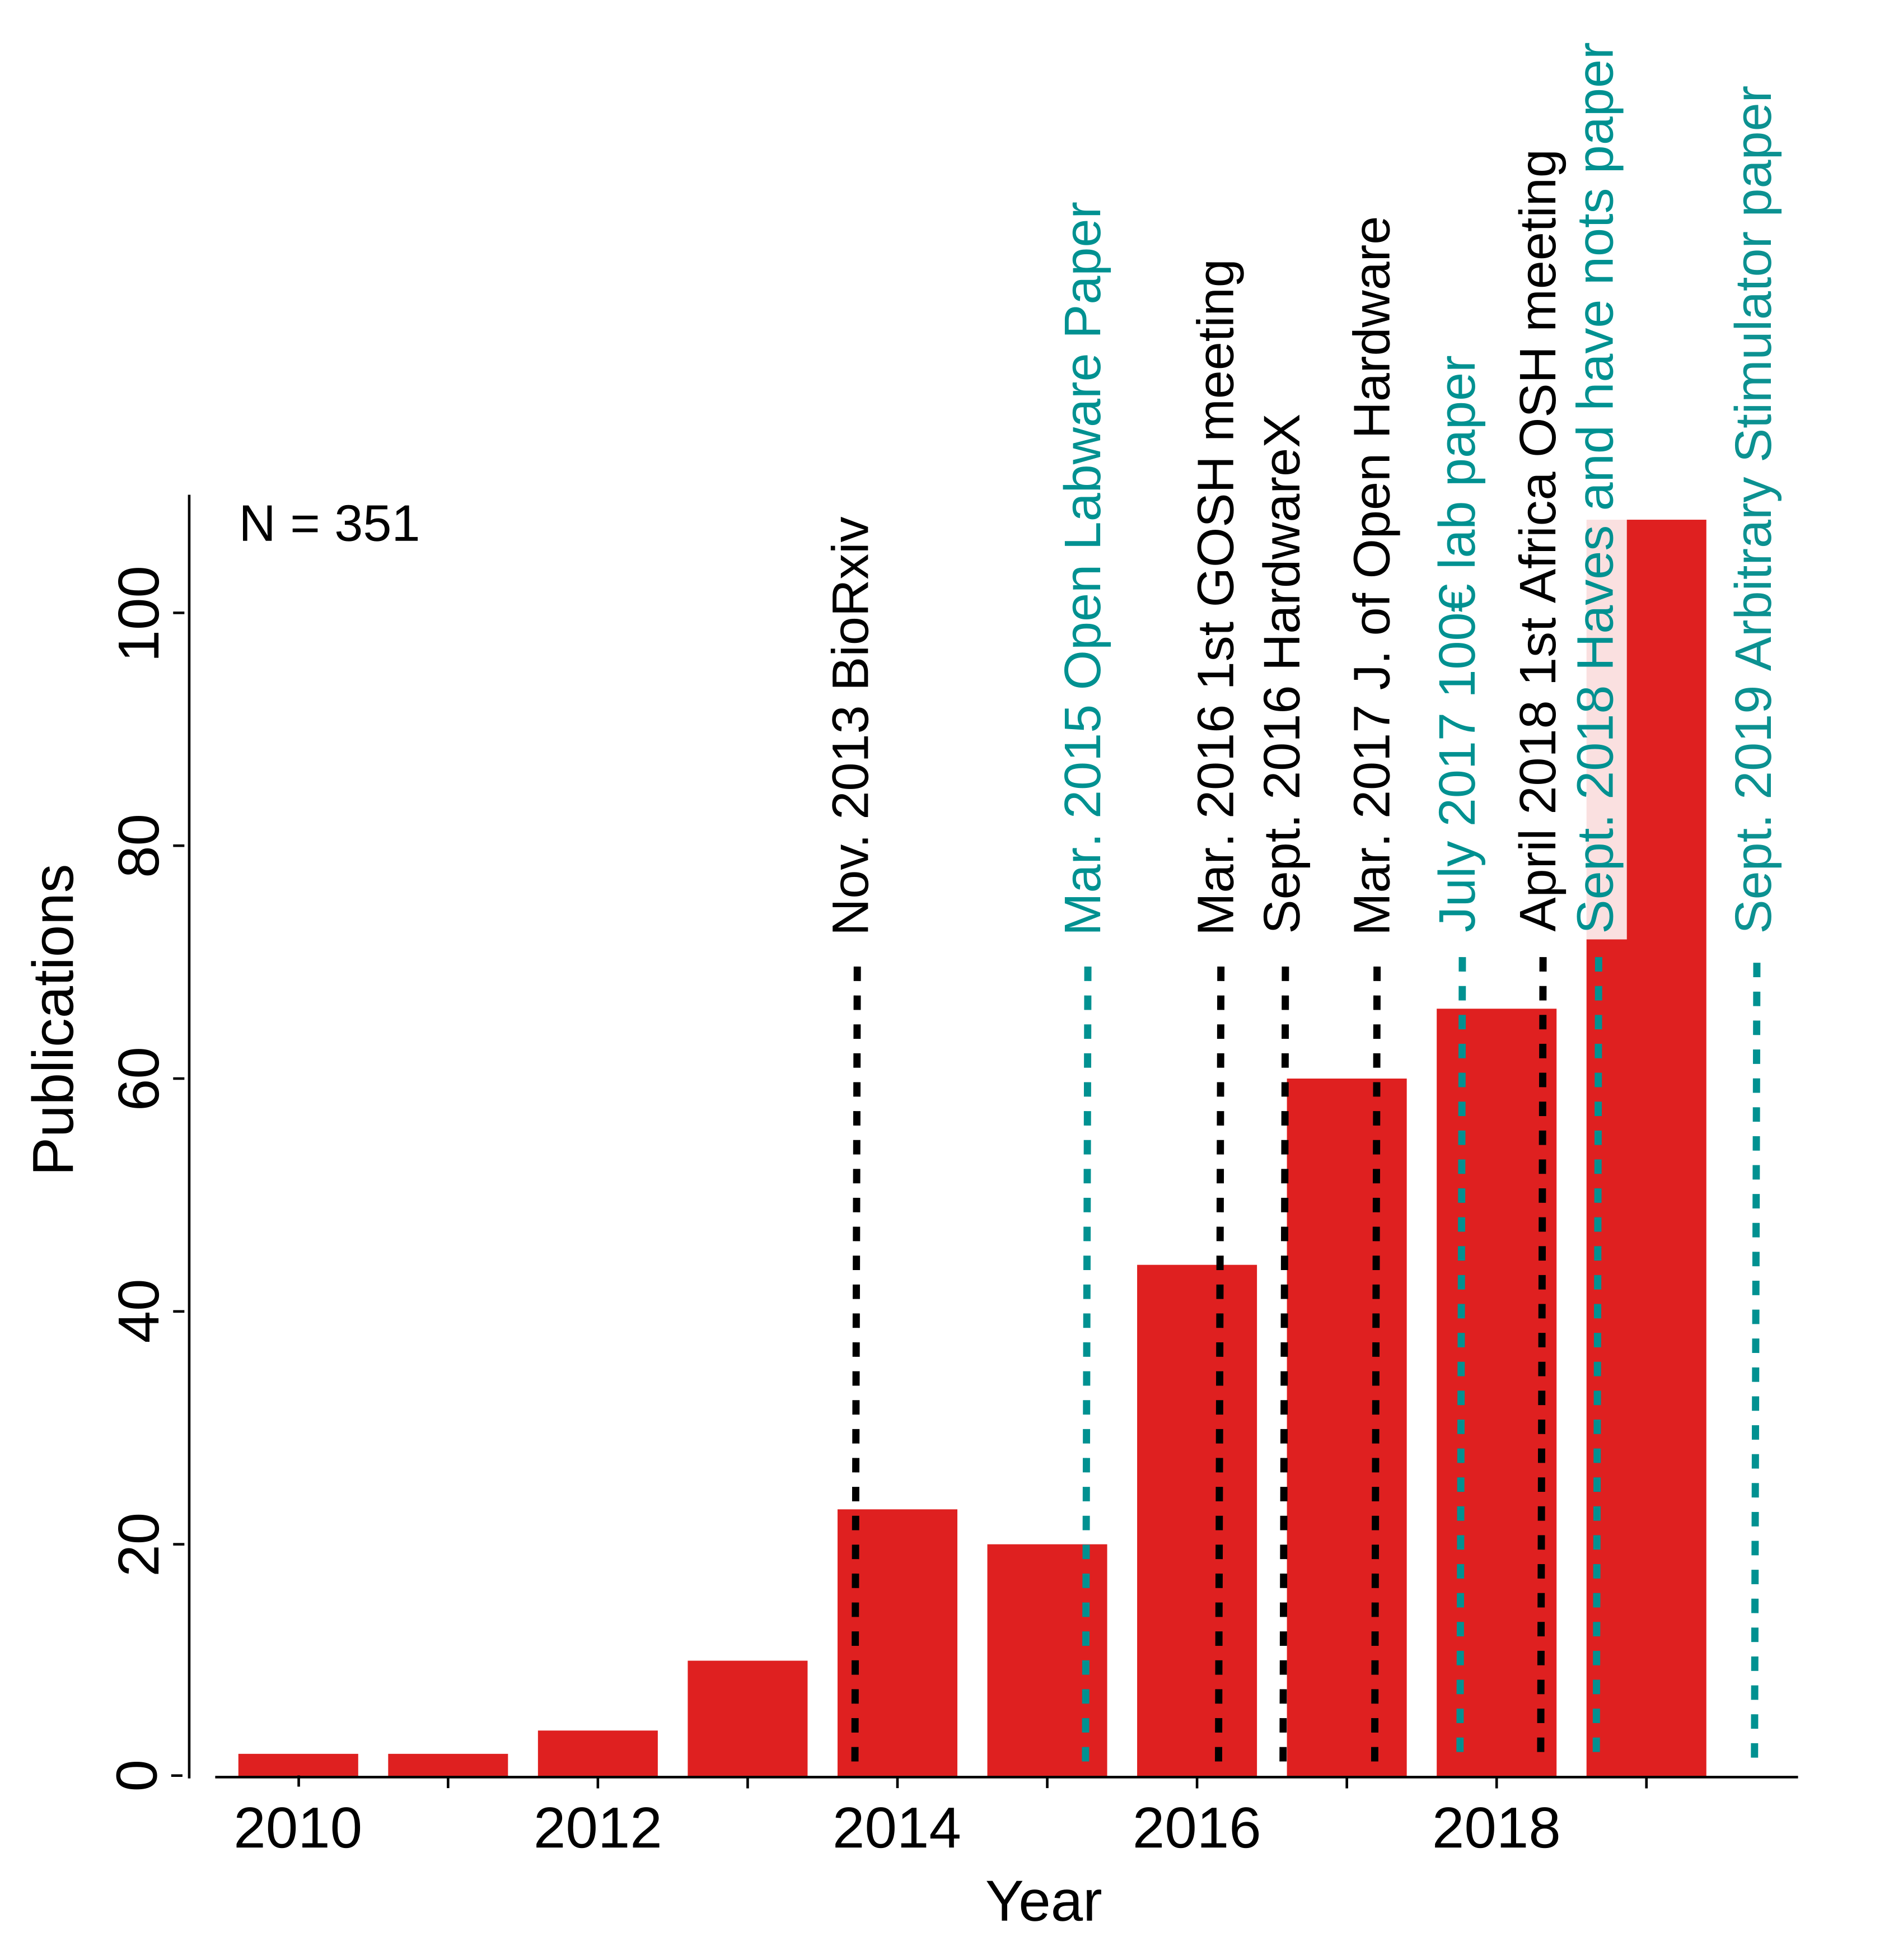 N = 351
Publications
100
80
60
40
20
0
Nov. 2013 BioRxiv
Mar. 2015 Open Labware Paper
Mar. 2016 1st GOSH meeting
Sept. 2016 HardwareX
Mar. 2017 J. of Open Hardware
July 2017 100€ lab paper
April 2018 1st Africa OSH meeting
Sept. 2018 Haves and have nots paper
Sept. 2019 Arbitrary Stimulator paper
2010
2012
2014
2016
2018
Year